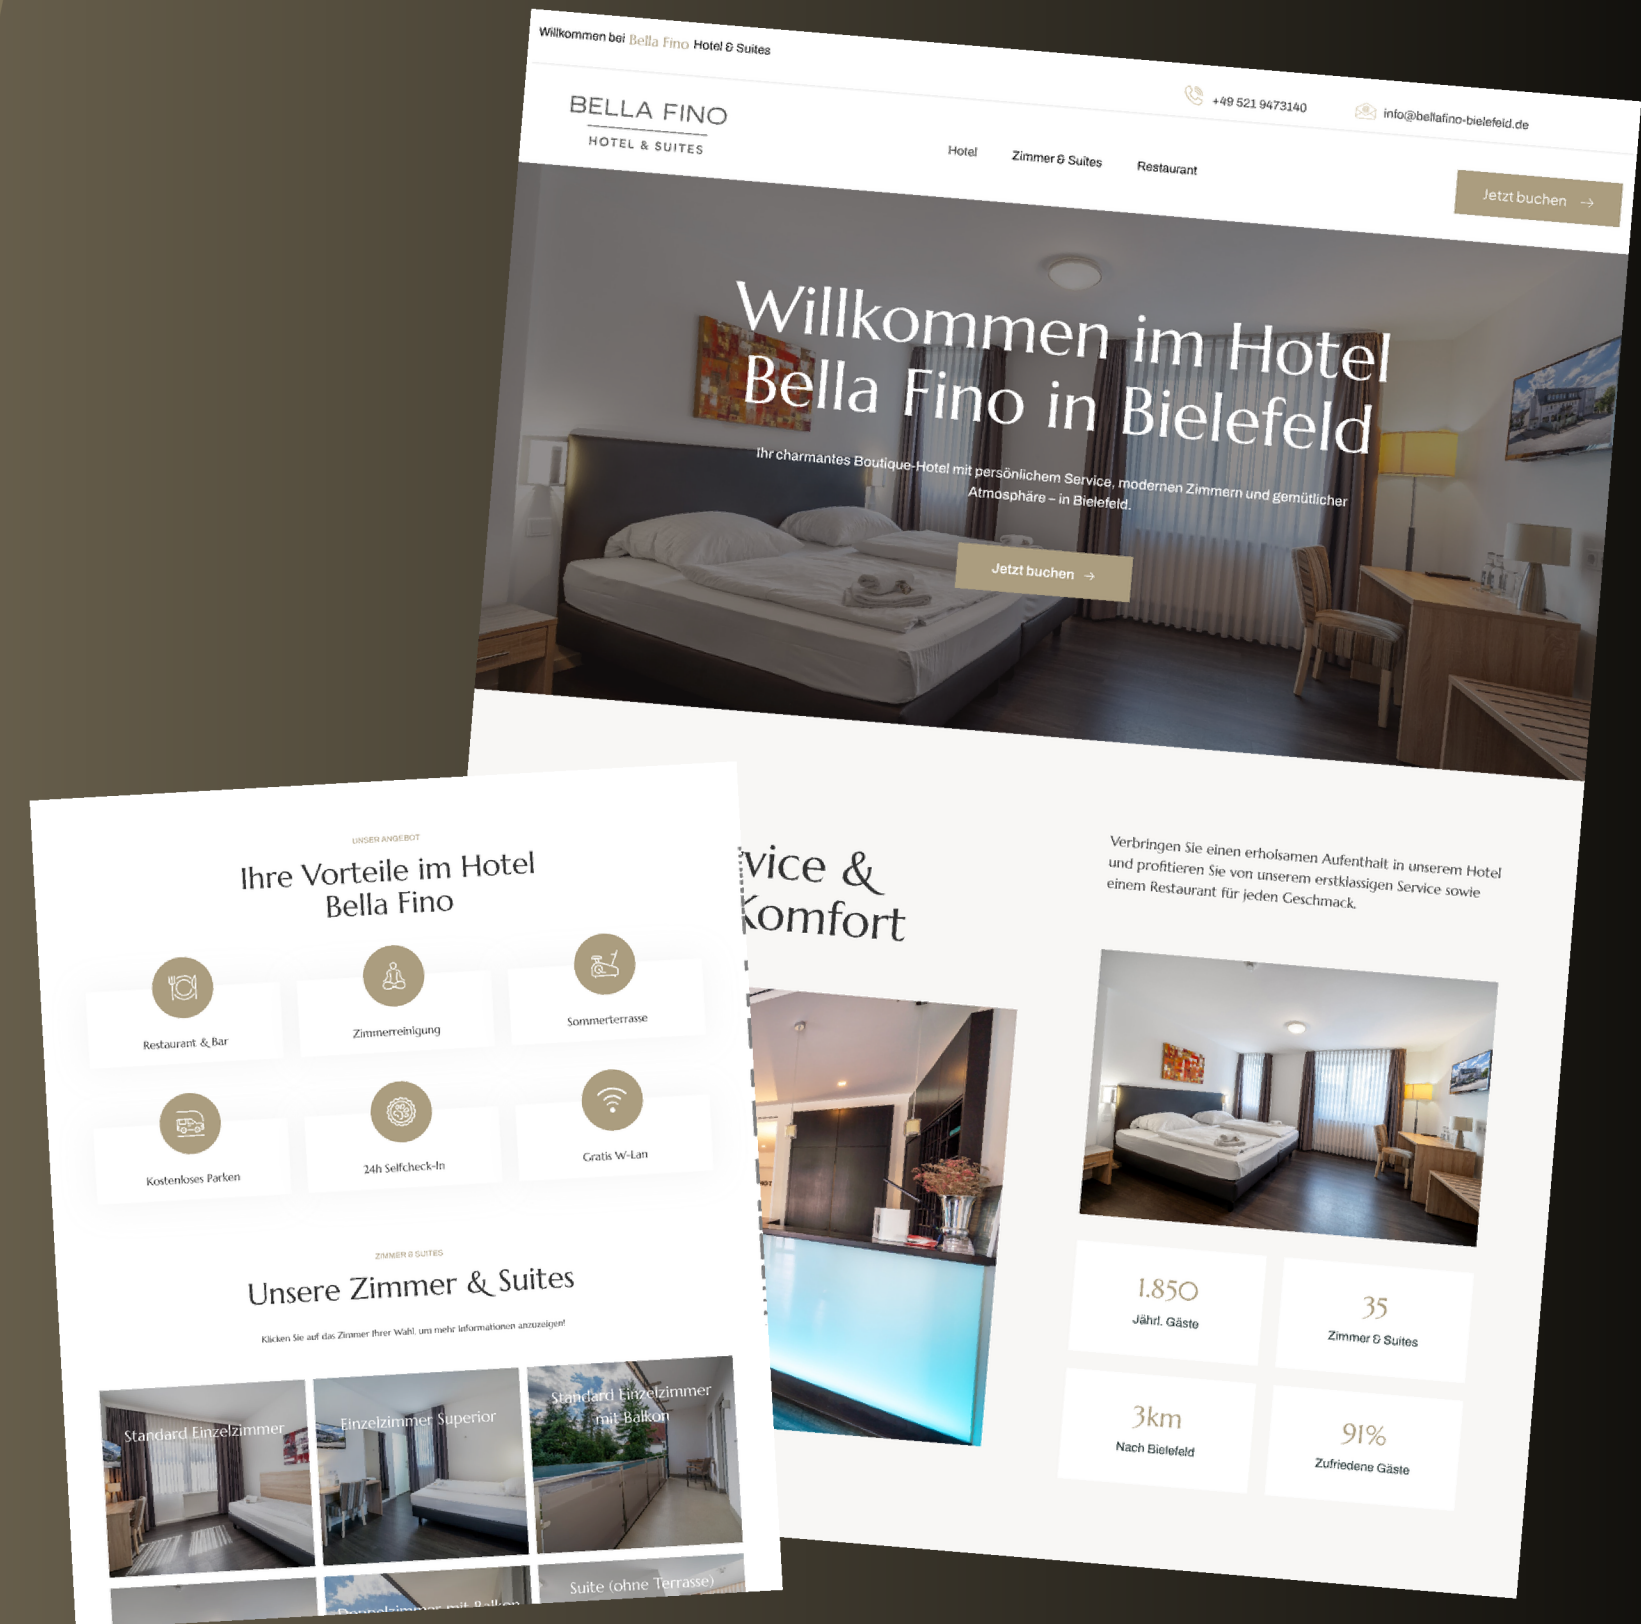 Willkommen bei Bella Fino Hotel & Suites
+49 521 9473140
info@bellafino-bielefeld.de
BELLA FINO
HOTEL & SUITES
Hotel
Zimmer & Suites
Restaurant
Jetzt buchen
Willkommen im Hotel
Bella Fino in Bielefeld
Ihr charmantes Boutique-Hotel mit persönlichem Service, modernen Zimmern und gemütlicher
Atmosphäre – in Bielefeld.
Jetzt buchen
vice &
Komfort
Verbringen Sie einen erholsamen Aufenthalt in unserem Hotel
und profitieren Sie von unserem erstklassigen Service sowie
einem Restaurant für jeden Geschmack.
1.850
Jährl. Gäste
35
Zimmer & Suites
3km
Nach Bielefeld
91%
Zufriedene Gäste
UNSER ANGEBOT
Ihre Vorteile im Hotel
Bella Fino
Restaurant & Bar
Zimmerreinigung
Sommerterrasse
Kostenloses Parken
24h Selfcheck-In
Gratis W-Lan
ZIMMER & SUITES
Unsere Zimmer & Suites
Klicken Sie auf das Zimmer Ihrer Wahl, um mehr Informationen anzuzeigen!
Standard Einzelzimmer
Einzelzimmer Superior
Standard Einzelzimmer
mit Balkon
Doppelzimmer mit Balkon
Suite (ohne Terrasse)